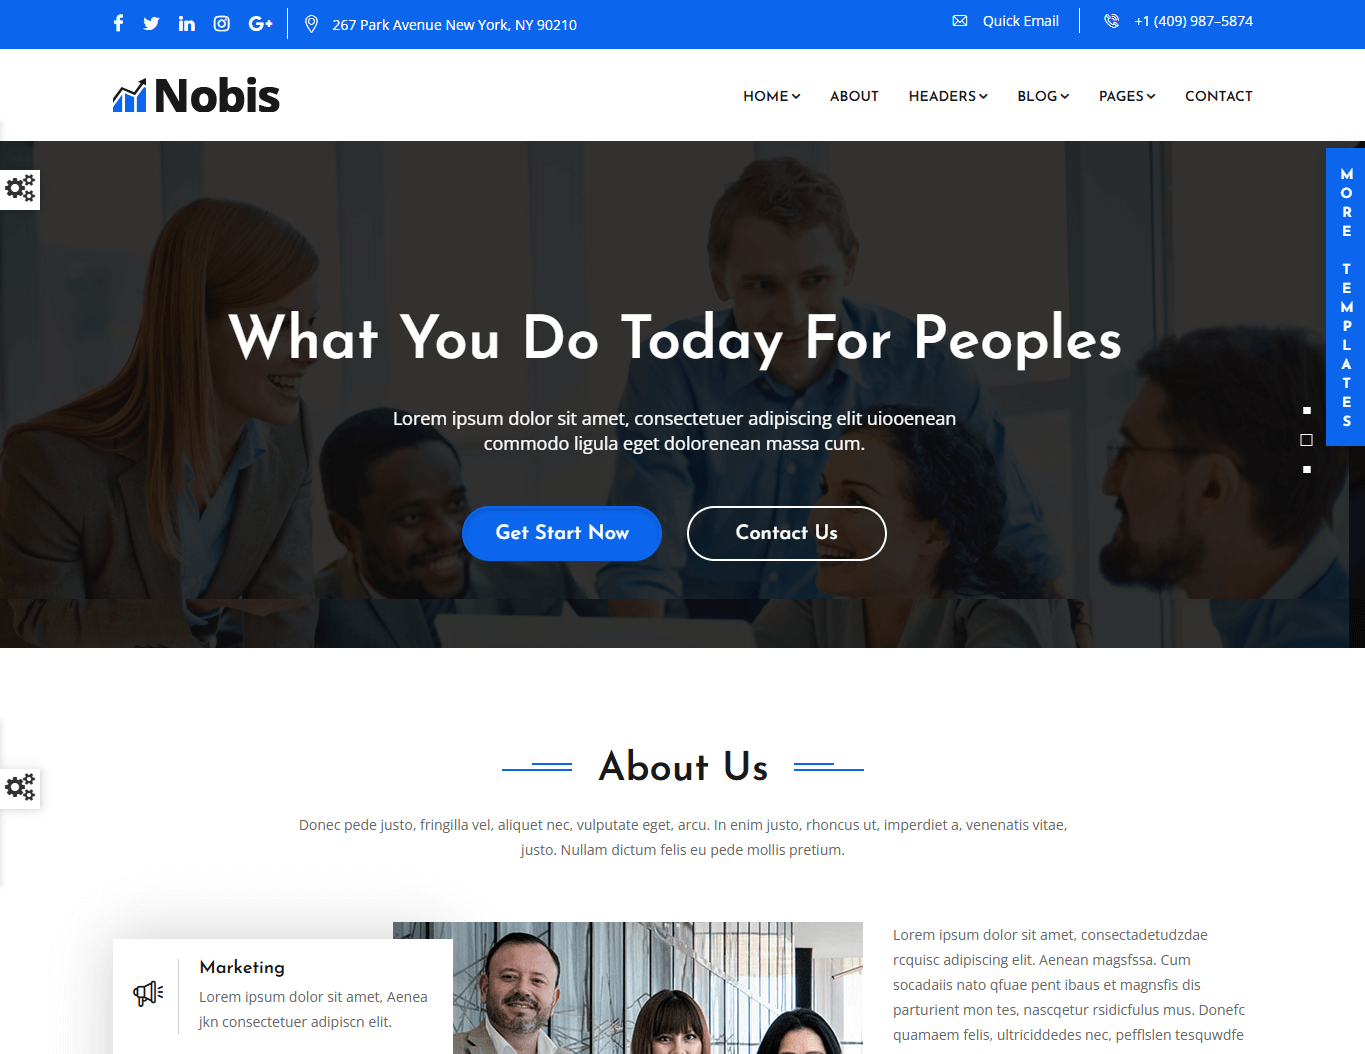 267 Park Avenue New York, NY 90210
Quick Email
+1 (409) 987–5874
Nobis
HOME
ABOUT
HEADERS
BLOG
PAGES
CONTACT
MORE TEMPLATES
What You Do Today For Peoples
Lorem ipsum dolor sit amet, consectetuer adipiscing elit uiooenean
commodo ligula eget dolorenean massa cum.
Get Start Now
Contact Us
About Us
Donec pede justo, fringilla vel, aliquet nec, vulputate eget, arcu. In enim justo, rhoncus ut, imperdiet a, venenatis vitae,
justo. Nullam dictum felis eu pede mollis pretium.
Marketing
Lorem ipsum dolor sit amet, Aenea
jkn consectetuer adipiscn elit.
Lorem ipsum dolor sit amet, consectadetudzdae
rcquisc adipiscing elit. Aenean magsfssa. Cum
socadaiis nato qfuae pent ibaus et magnsfis dis
parturient mon tes, nascqetur rsidicfulus mus. Donefc
quamaem felis, ultriciddedes nec, pefflslen tesquwdfe